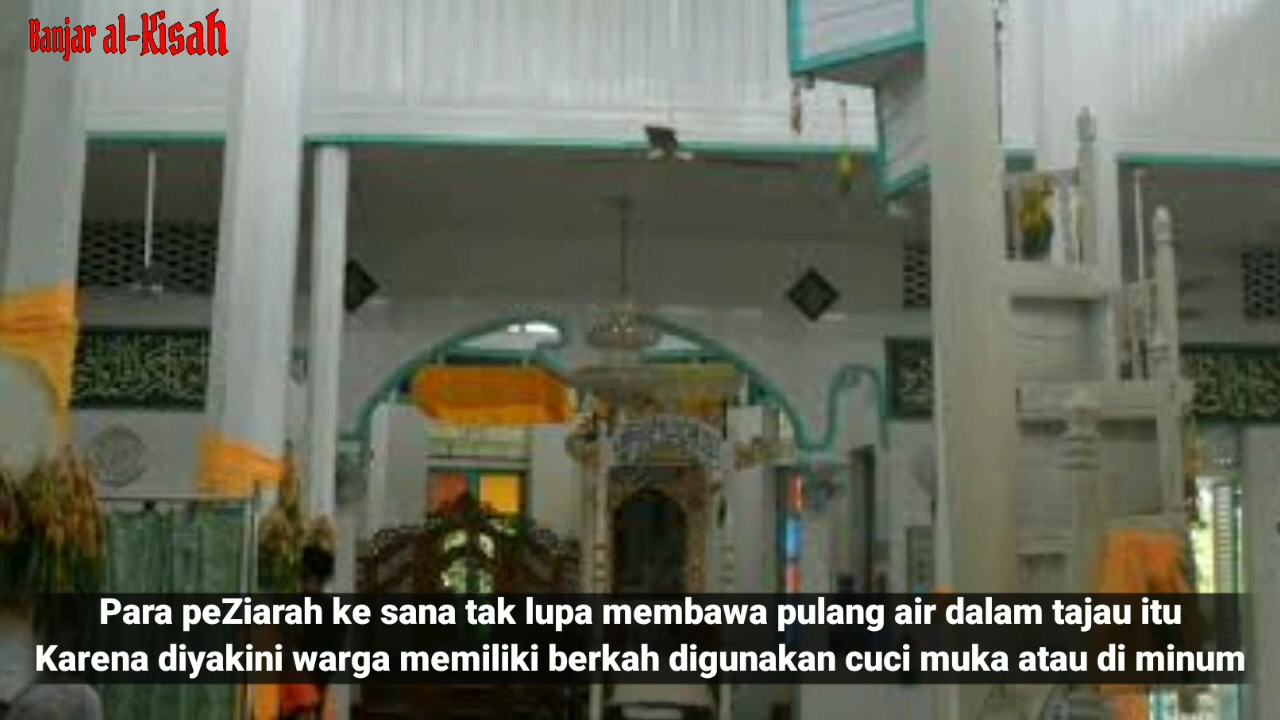 Banjar al-Kisah
Para peZiarah ke sana tak lupa membawa pulang air dalam tajau itu
Karena diyakini warga memiliki berkah digunakan cuci muka atau di minum